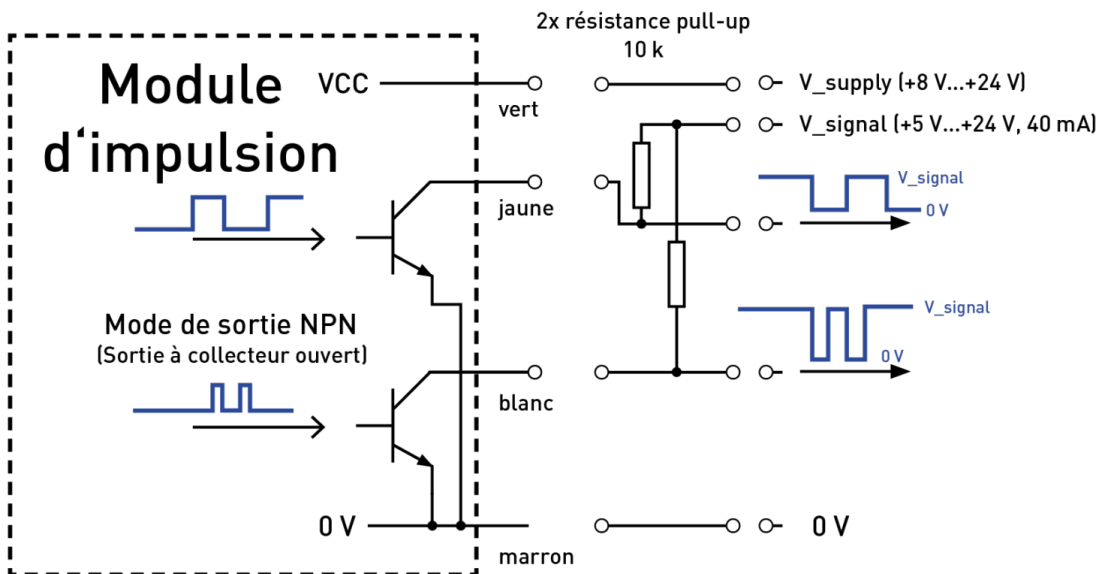 2x résistance pull-up
10 k
Module
d'impulsion
VCC
vert
V_supply (+8 V...+24 V)
V_signal (+5 V...+24 V, 40 mA)
jaune
V_signal
0 V
Mode de sortie NPN
(Sortie à collecteur ouvert)
blanc
V_signal
0 V
0 V
marron
0 V